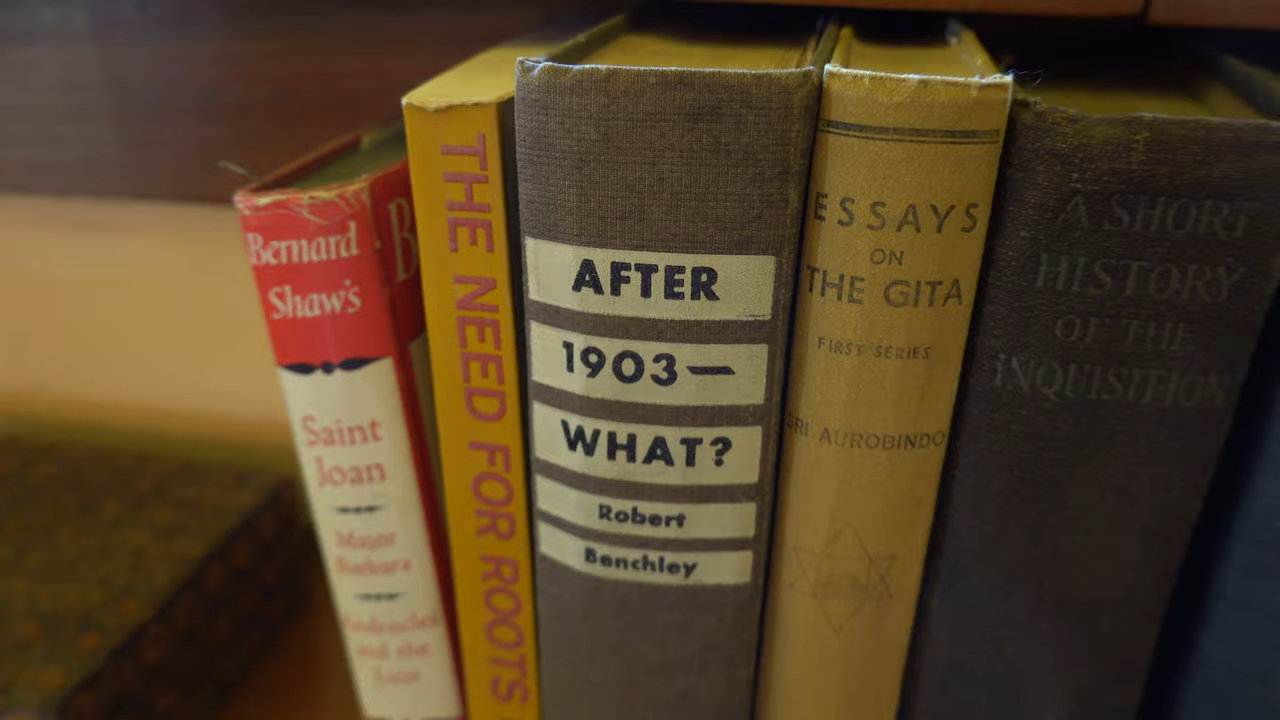 Bernard
Shaw's
Saint
Joan
Major
Barbara
Androcles
and the
Lion
B
THE NEED FOR ROOTS
AFTER
1903—
WHAT?
Robert
Benchley
ESSAYS
ON
THE GITA
FIRST SERIES
SRI AUROBINDO
A SHORT
HISTORY
OF THE
INQUISITION